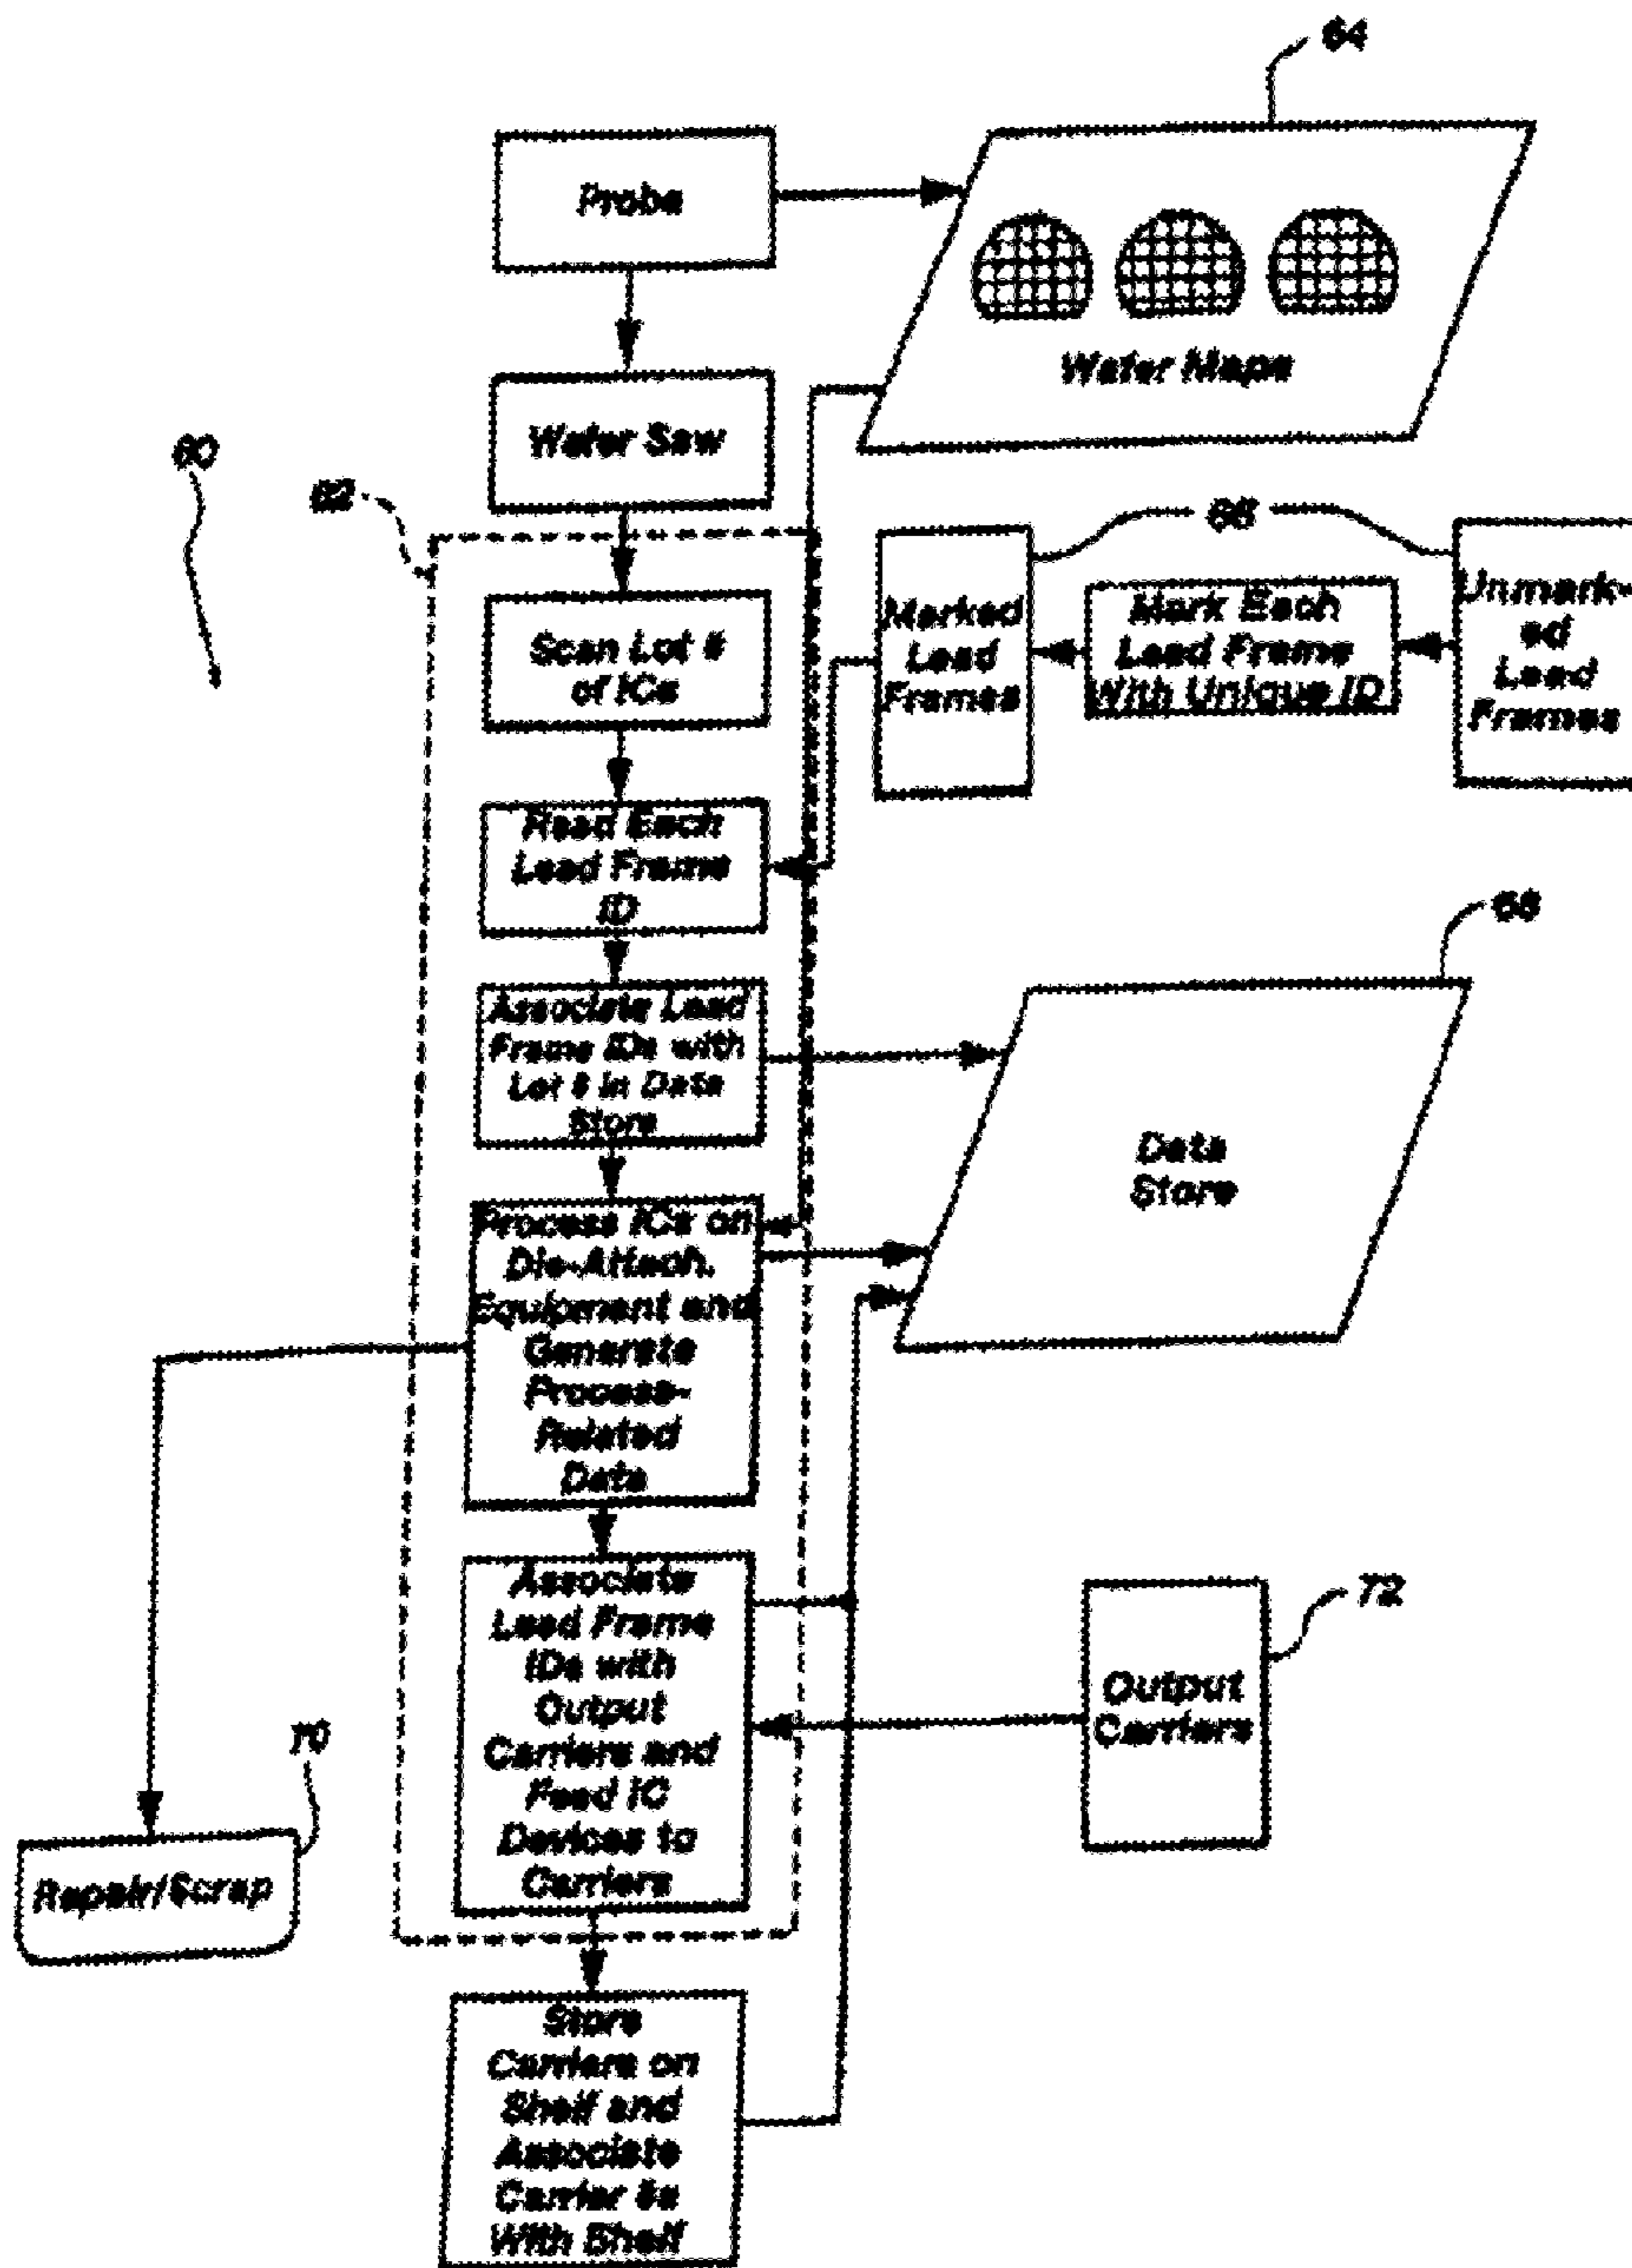 64
Probe
Wafer Maps
Wafer Saw
60
62
66
Scan Lot #
of ICs
Marked
Lead
Frames
Mark Each
Lead Frame
With Unique ID
Unmark-
ed
Lead
Frames
Read Each
Lead Frame
ID
68
Associate Lead
Frame IDs with
Lot # in Data
Store
Data
Store
Process ICs on
Die-Attach.
Equipment and
Generate
Process-
Related
Data
Associate
Lead Frame
IDs with
Output
Carriers and
Feed IC
Devices to
Carriers
72
Output
Carriers
70
Repair/Scrap
Store
Carriers on
Shelf and
Associate
Carrier #s
With Shelf